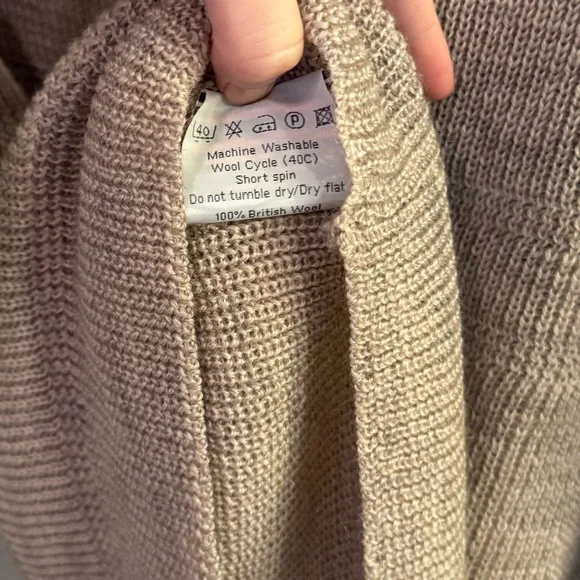 40 P
Machine Washable
Wool Cycle (40C)
Short spin
Do not tumble dry/Dry flat
100% British Wool